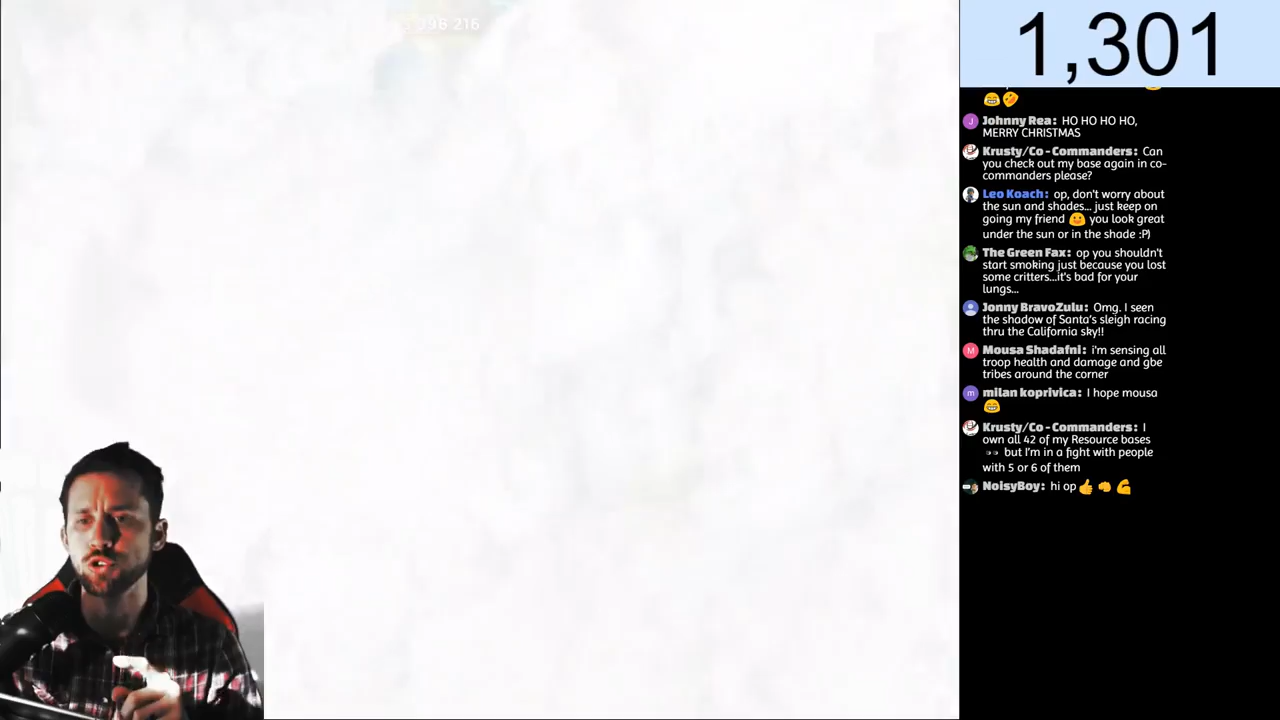 096 216
1,301
Johnny Rea: HO HO HO HO,
MERRY CHRISTMAS
Krusty/Co-Commanders: Can
you check out my base again in co-
commanders please?
Leo Koach: op, don't worry about
the sun and shades... just keep on
going my friend 🙂 you look great
under the sun or in the shade :P)
The Green Fax: op you shouldn't
start smoking just because you lost
some critters...it's bad for your
lungs...
Jonny BravoZulu: Omg. I seen
the shadow of Santa's sleigh racing
thru the California sky!!
Mousa Shadafni: i'm sensing all
troop health and damage and gbe
tribes around the corner
milan koprivica: I hope mousa
😂
Krusty/Co-Commanders: I
own all 42 of my Resource bases
👀 but I'm in a fight with people
with 5 or 6 of them
NoisyBoy: hi op👍👊💪